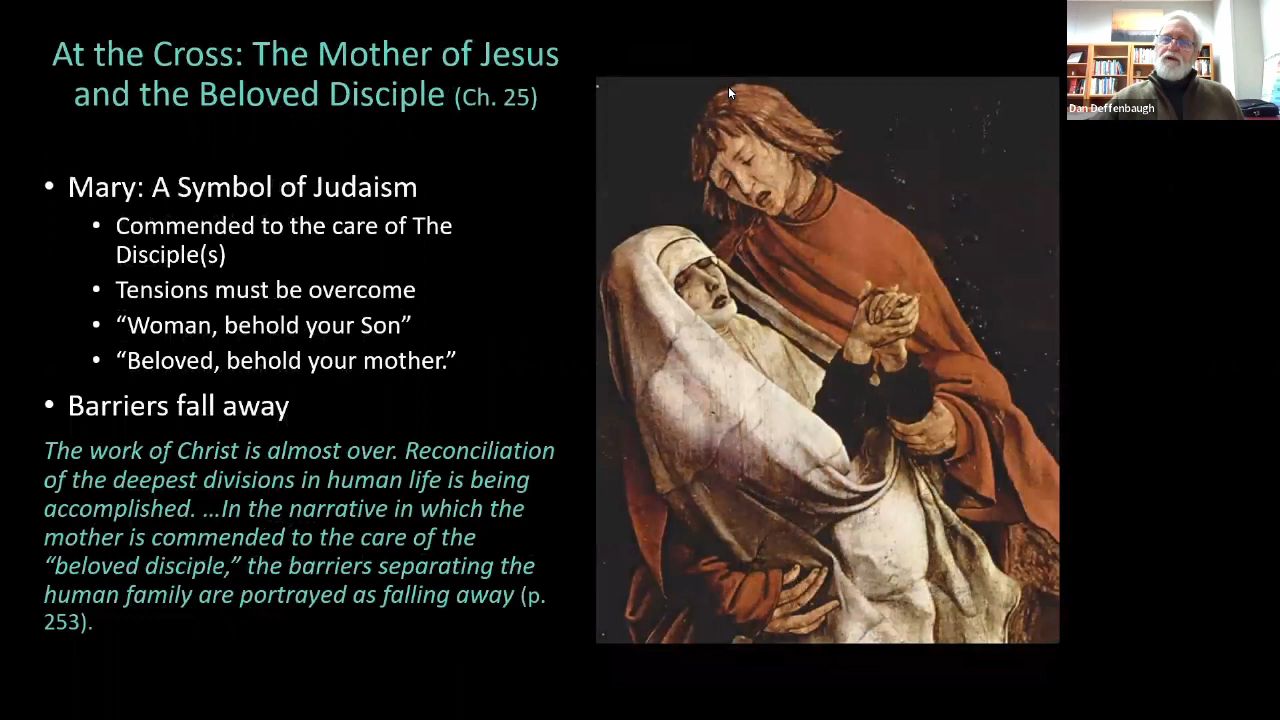 At the Cross: The Mother of Jesus
and the Beloved Disciple (Ch. 25)
Dan Deffenbaugh
• Mary: A Symbol of Judaism
• Commended to the care of The
Disciple(s)
• Tensions must be overcome
• “Woman, behold your Son”
• “Beloved, behold your mother.”
• Barriers fall away
The work of Christ is almost over. Reconciliation
of the deepest divisions in human life is being
accomplished. …In the narrative in which the
mother is commended to the care of the
“beloved disciple,” the barriers separating the
human family are portrayed as falling away (p.
253).